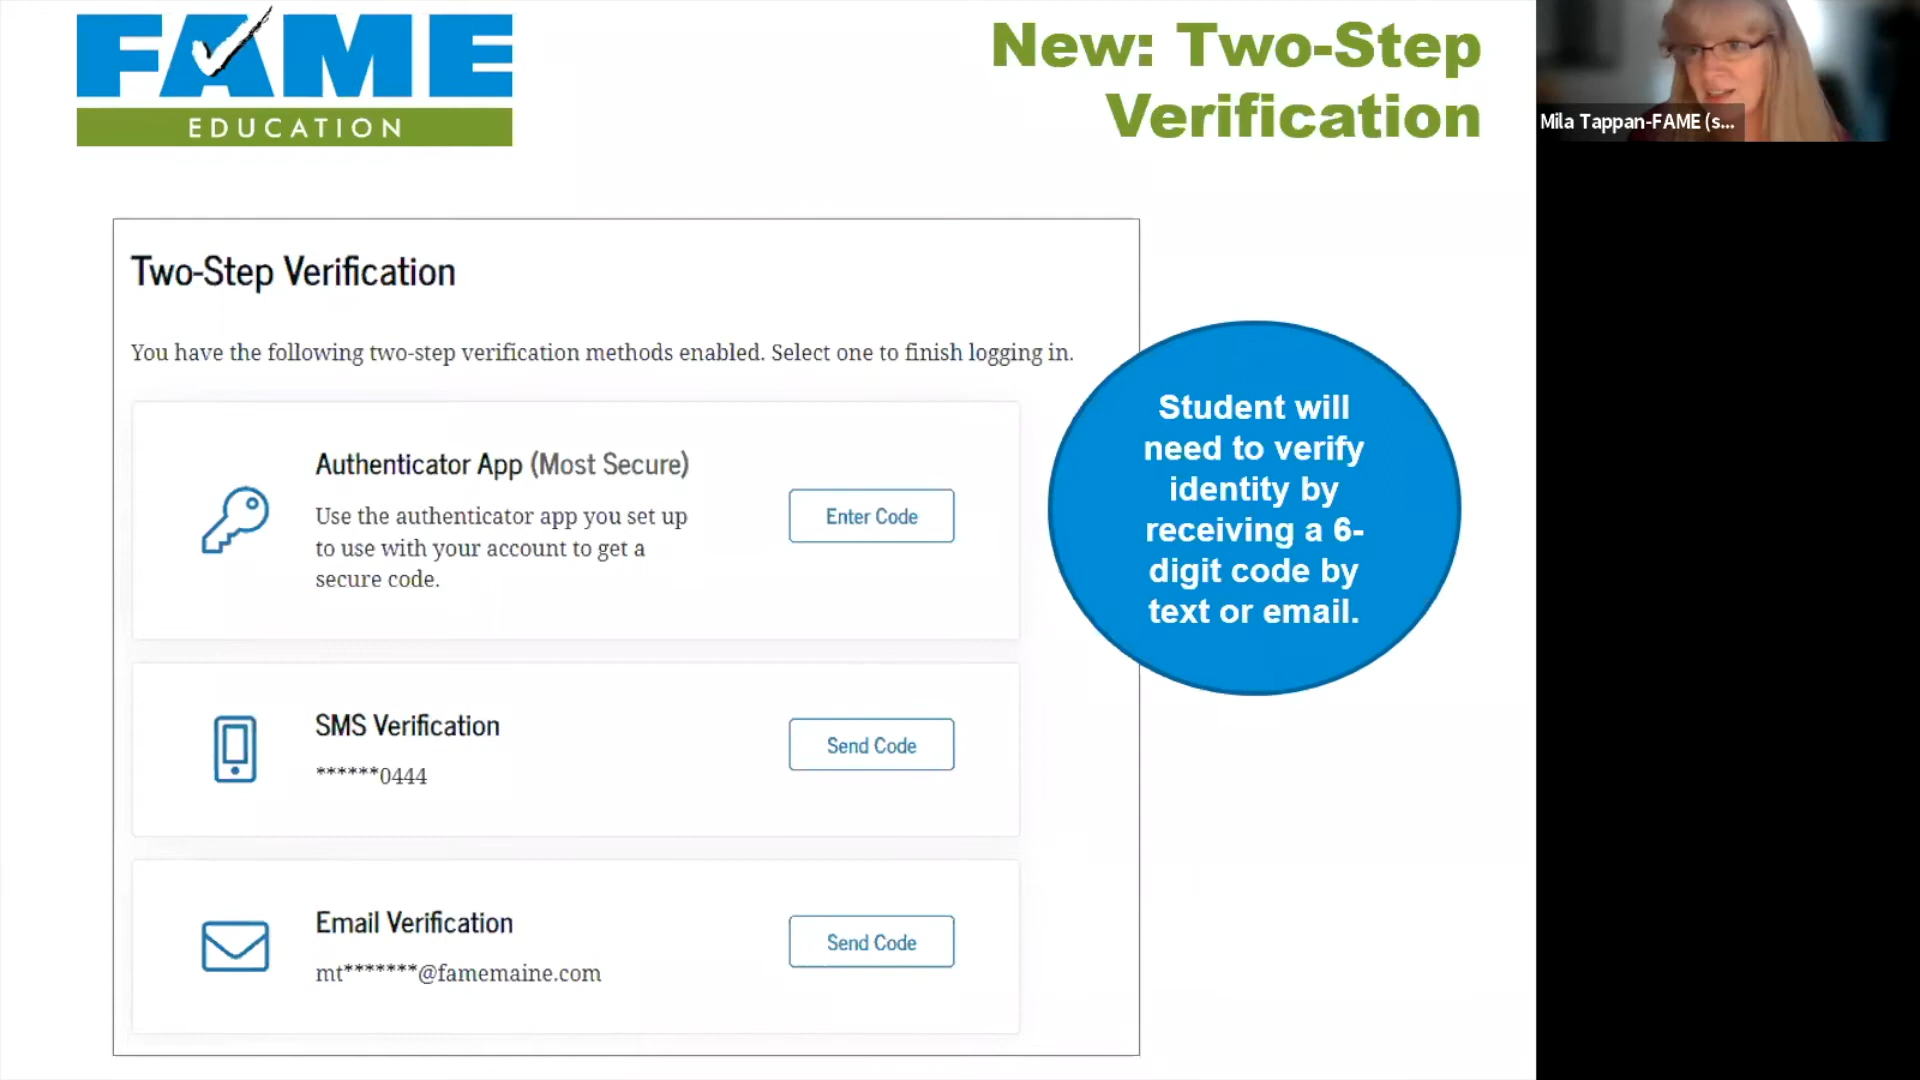 FAME
EDUCATION
New: Two-Step
Verification
Mila Tappan-FAME (s...
Two-Step Verification
You have the following two-step verification methods enabled. Select one to finish logging in.
Authenticator App (Most Secure)
Use the authenticator app you set up
to use with your account to get a
secure code.
Enter Code
SMS Verification
******0444
Send Code
Email Verification
mt*******@famemaine.com
Send Code
Student will
need to verify
identity by
receiving a 6-
digit code by
text or email.